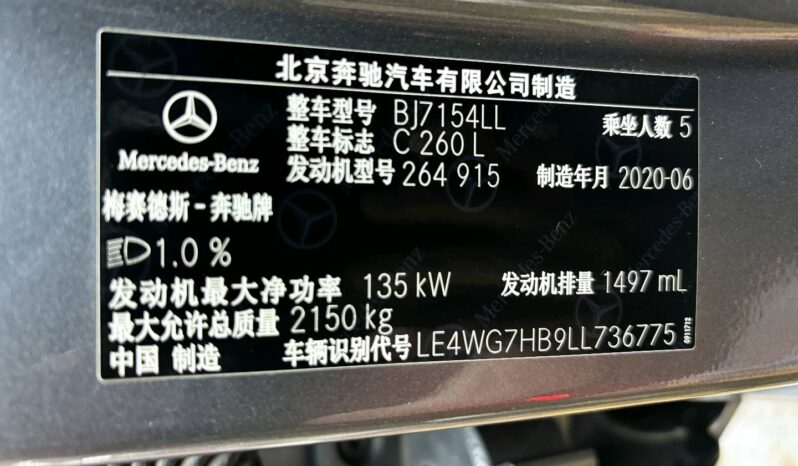 北京奔驰汽车有限公司制造
整车型号 BJ7154LL 乘坐人数 5
整车标志 C 260 L
发动机型号 264 915 制造年月 2020-06
Mercedes-Benz
梅赛德斯-奔驰牌
1.0 %
发动机最大净功率 135 kW 发动机排量 1497 mL
最大允许总质量 2150 kg
中国 制造 车辆识别代号 LE4WG7HB9LL736775
0911712